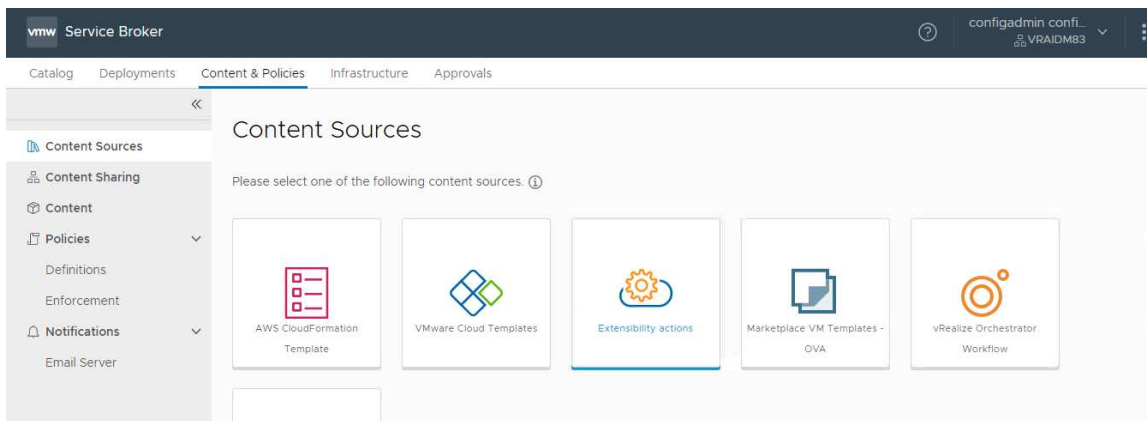 vmw Service Broker
configadmin confi...
VRAIDM83
Catalog Deployments Content & Policies Infrastructure Approvals
Content Sources
Content Sharing
Content
Policies
Definitions
Enforcement
Notifications
Email Server
Content Sources
Please select one of the following content sources.
AWS CloudFormation
Template
VMware Cloud Templates
Extensibility actions
Marketplace VM Templates -
OVA
vRealize Orchestrator
Workflow